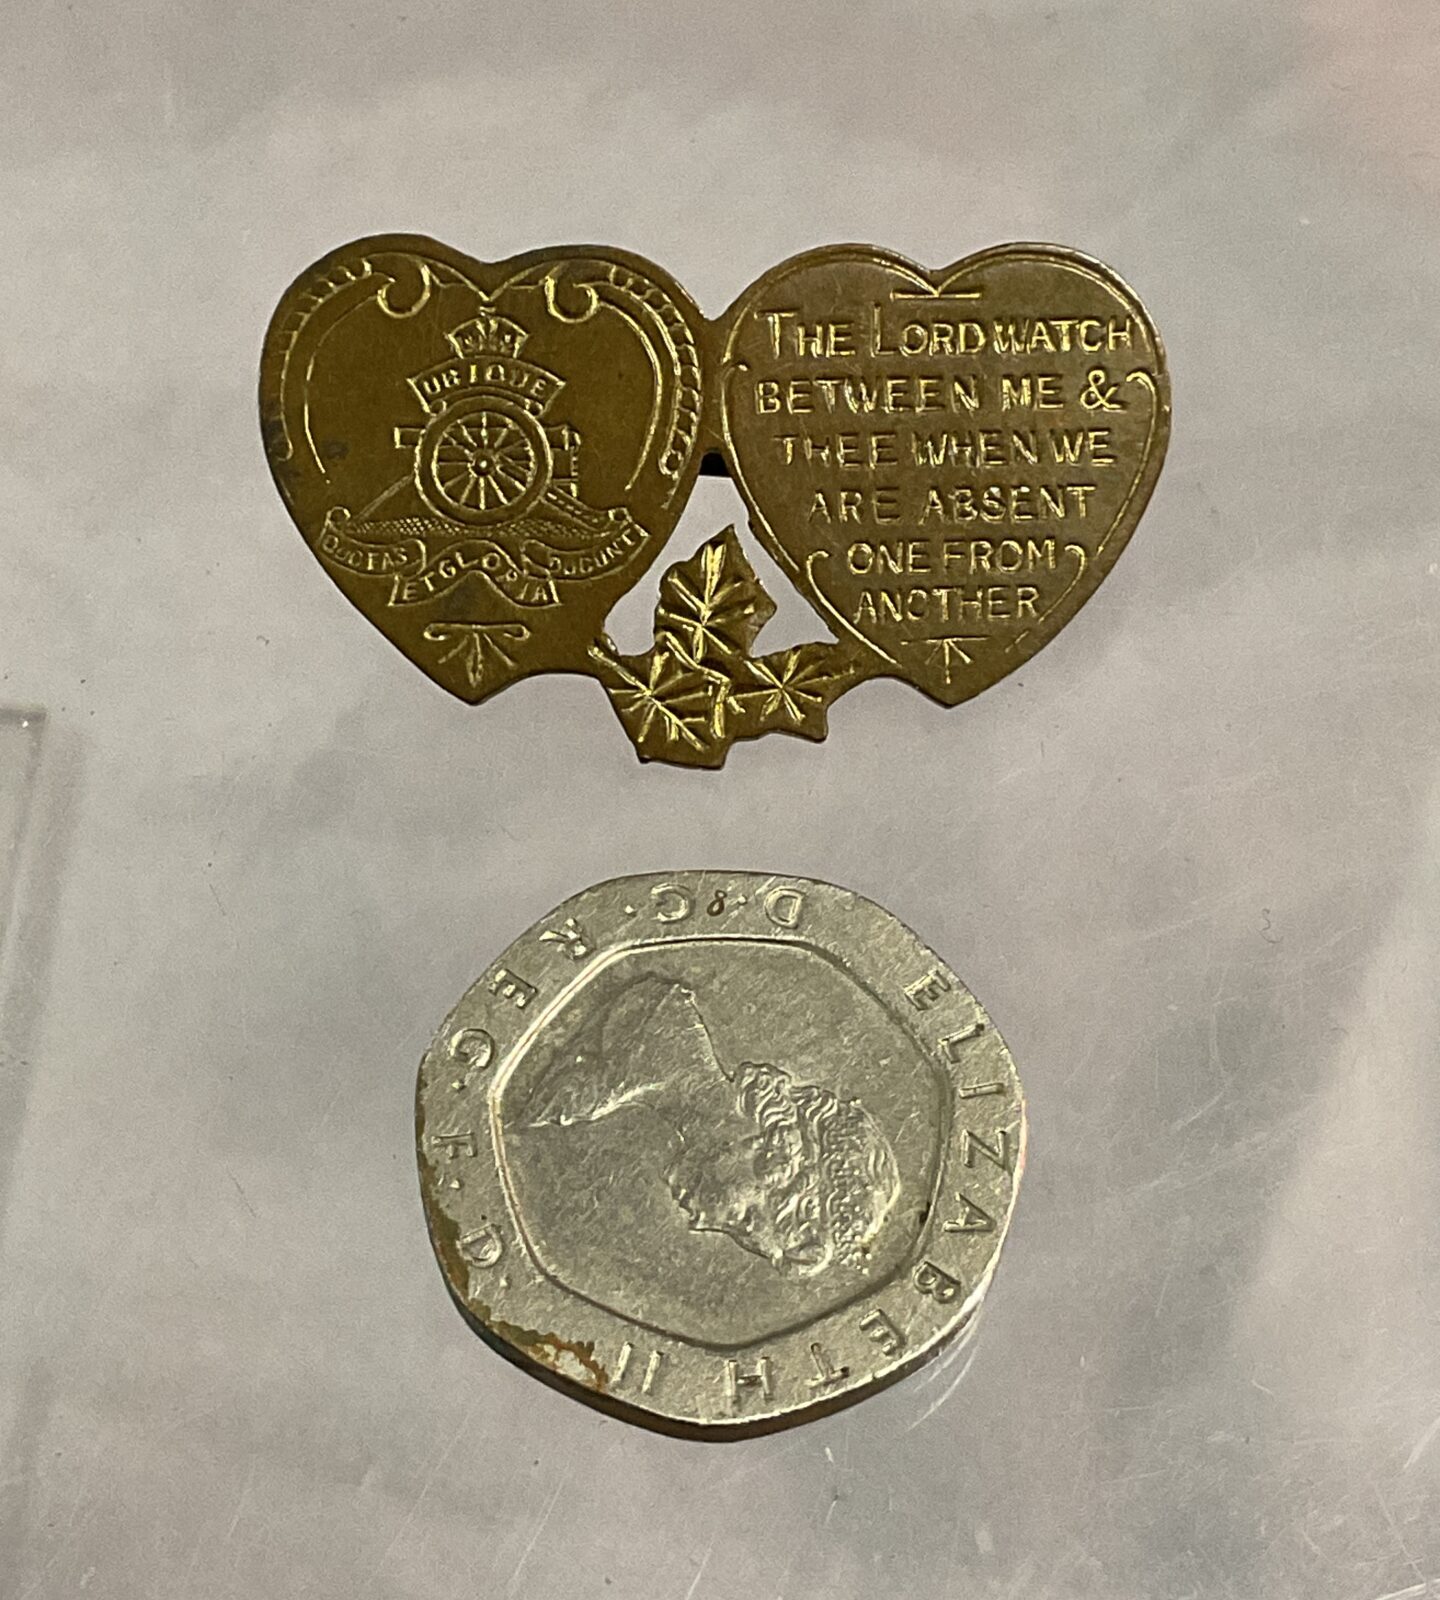 UBIQUE
QUO FAS
ET GLORIA
DUCUNT
THE LORD WATCH
BETWEEN ME &
THEE WHEN WE
ARE ABSENT
ONE FROM
ANOTHER
ELIZABETH II
D·G·REG·F·D·